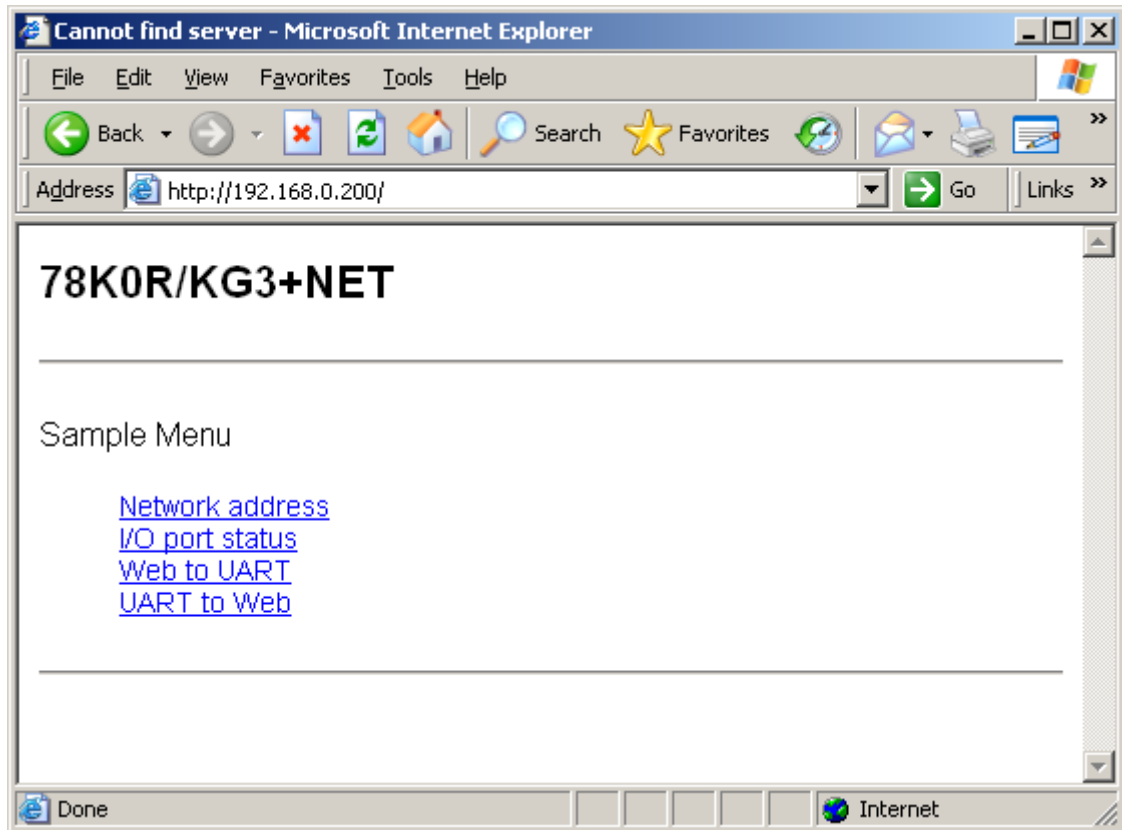 Cannot find server - Microsoft Internet Explorer
File Edit View Favorites Tools Help
Back Search Favorites »
Address http://192.168.0.200/ Go Links »
78K0R/KG3+NET
Sample Menu
Network address
I/O port status
Web to UART
UART to Web
Done Internet